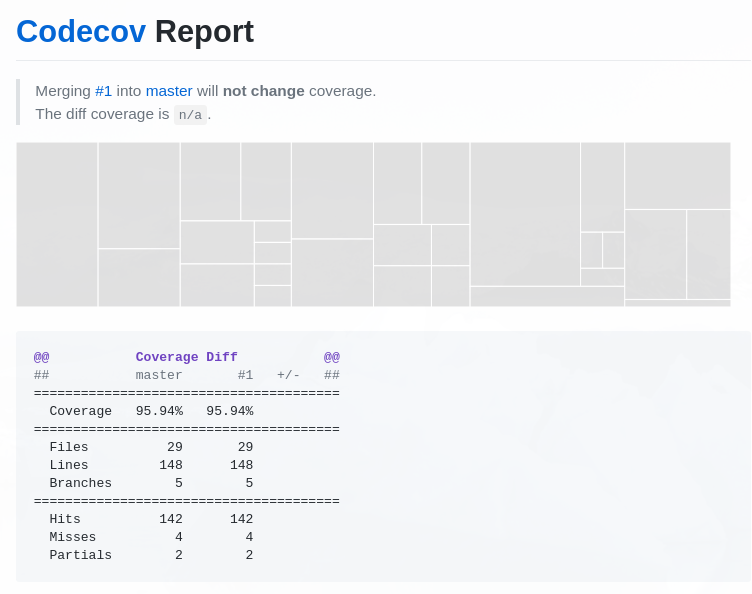 Codecov Report
Merging #1 into master will not change coverage.
The diff coverage is n/a.
@@           Coverage Diff           @@
##           master       #1   +/-   ##
=======================================
  Coverage   95.94%   95.94%
=======================================
  Files          29       29
  Lines         148      148
  Branches        5        5
=======================================
  Hits          142      142
  Misses          4        4
  Partials        2        2